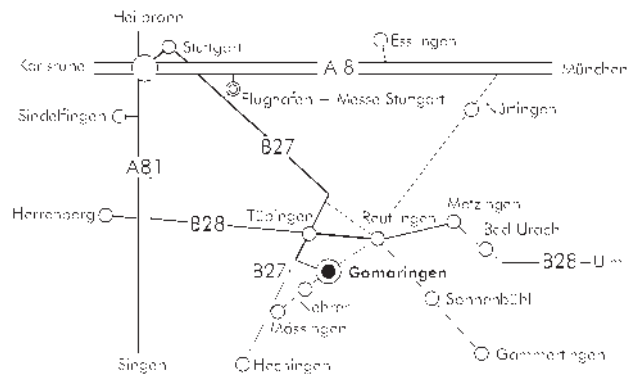 Heilbronn
Stuttgart
Esslingen
Karlsruhe
A 8
München
Flughafen – Messe Stuttgart
Sindelfingen
Nürtingen
B27
A81
Metzingen
Herrenberg
B28
Tübingen
Reutlingen
Bad Urach
B27
Gomaringen
B28 – Ulm
Nehren
Sonnenbühl
Mössingen
Singen
Hechingen
Gammertingen